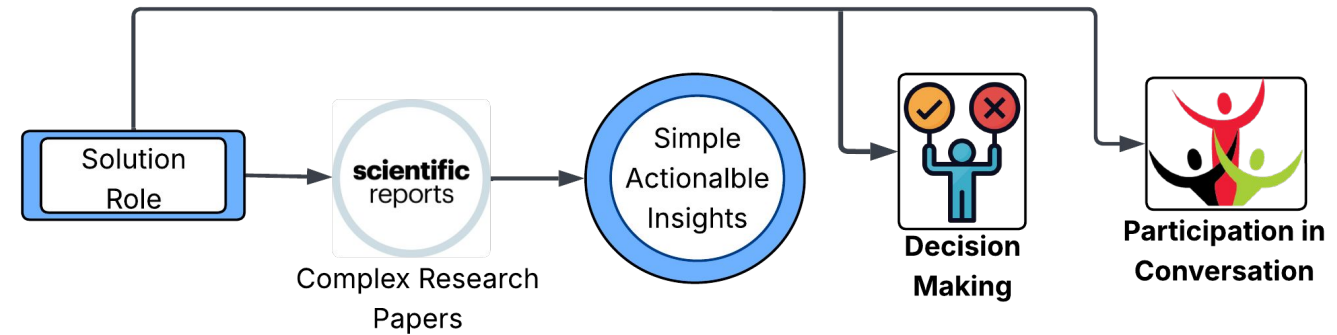 Solution
Role
scientific
reports
Complex Research
Papers
Simple
Actionalble
Insights
Decision
Making
Participation in
Conversation